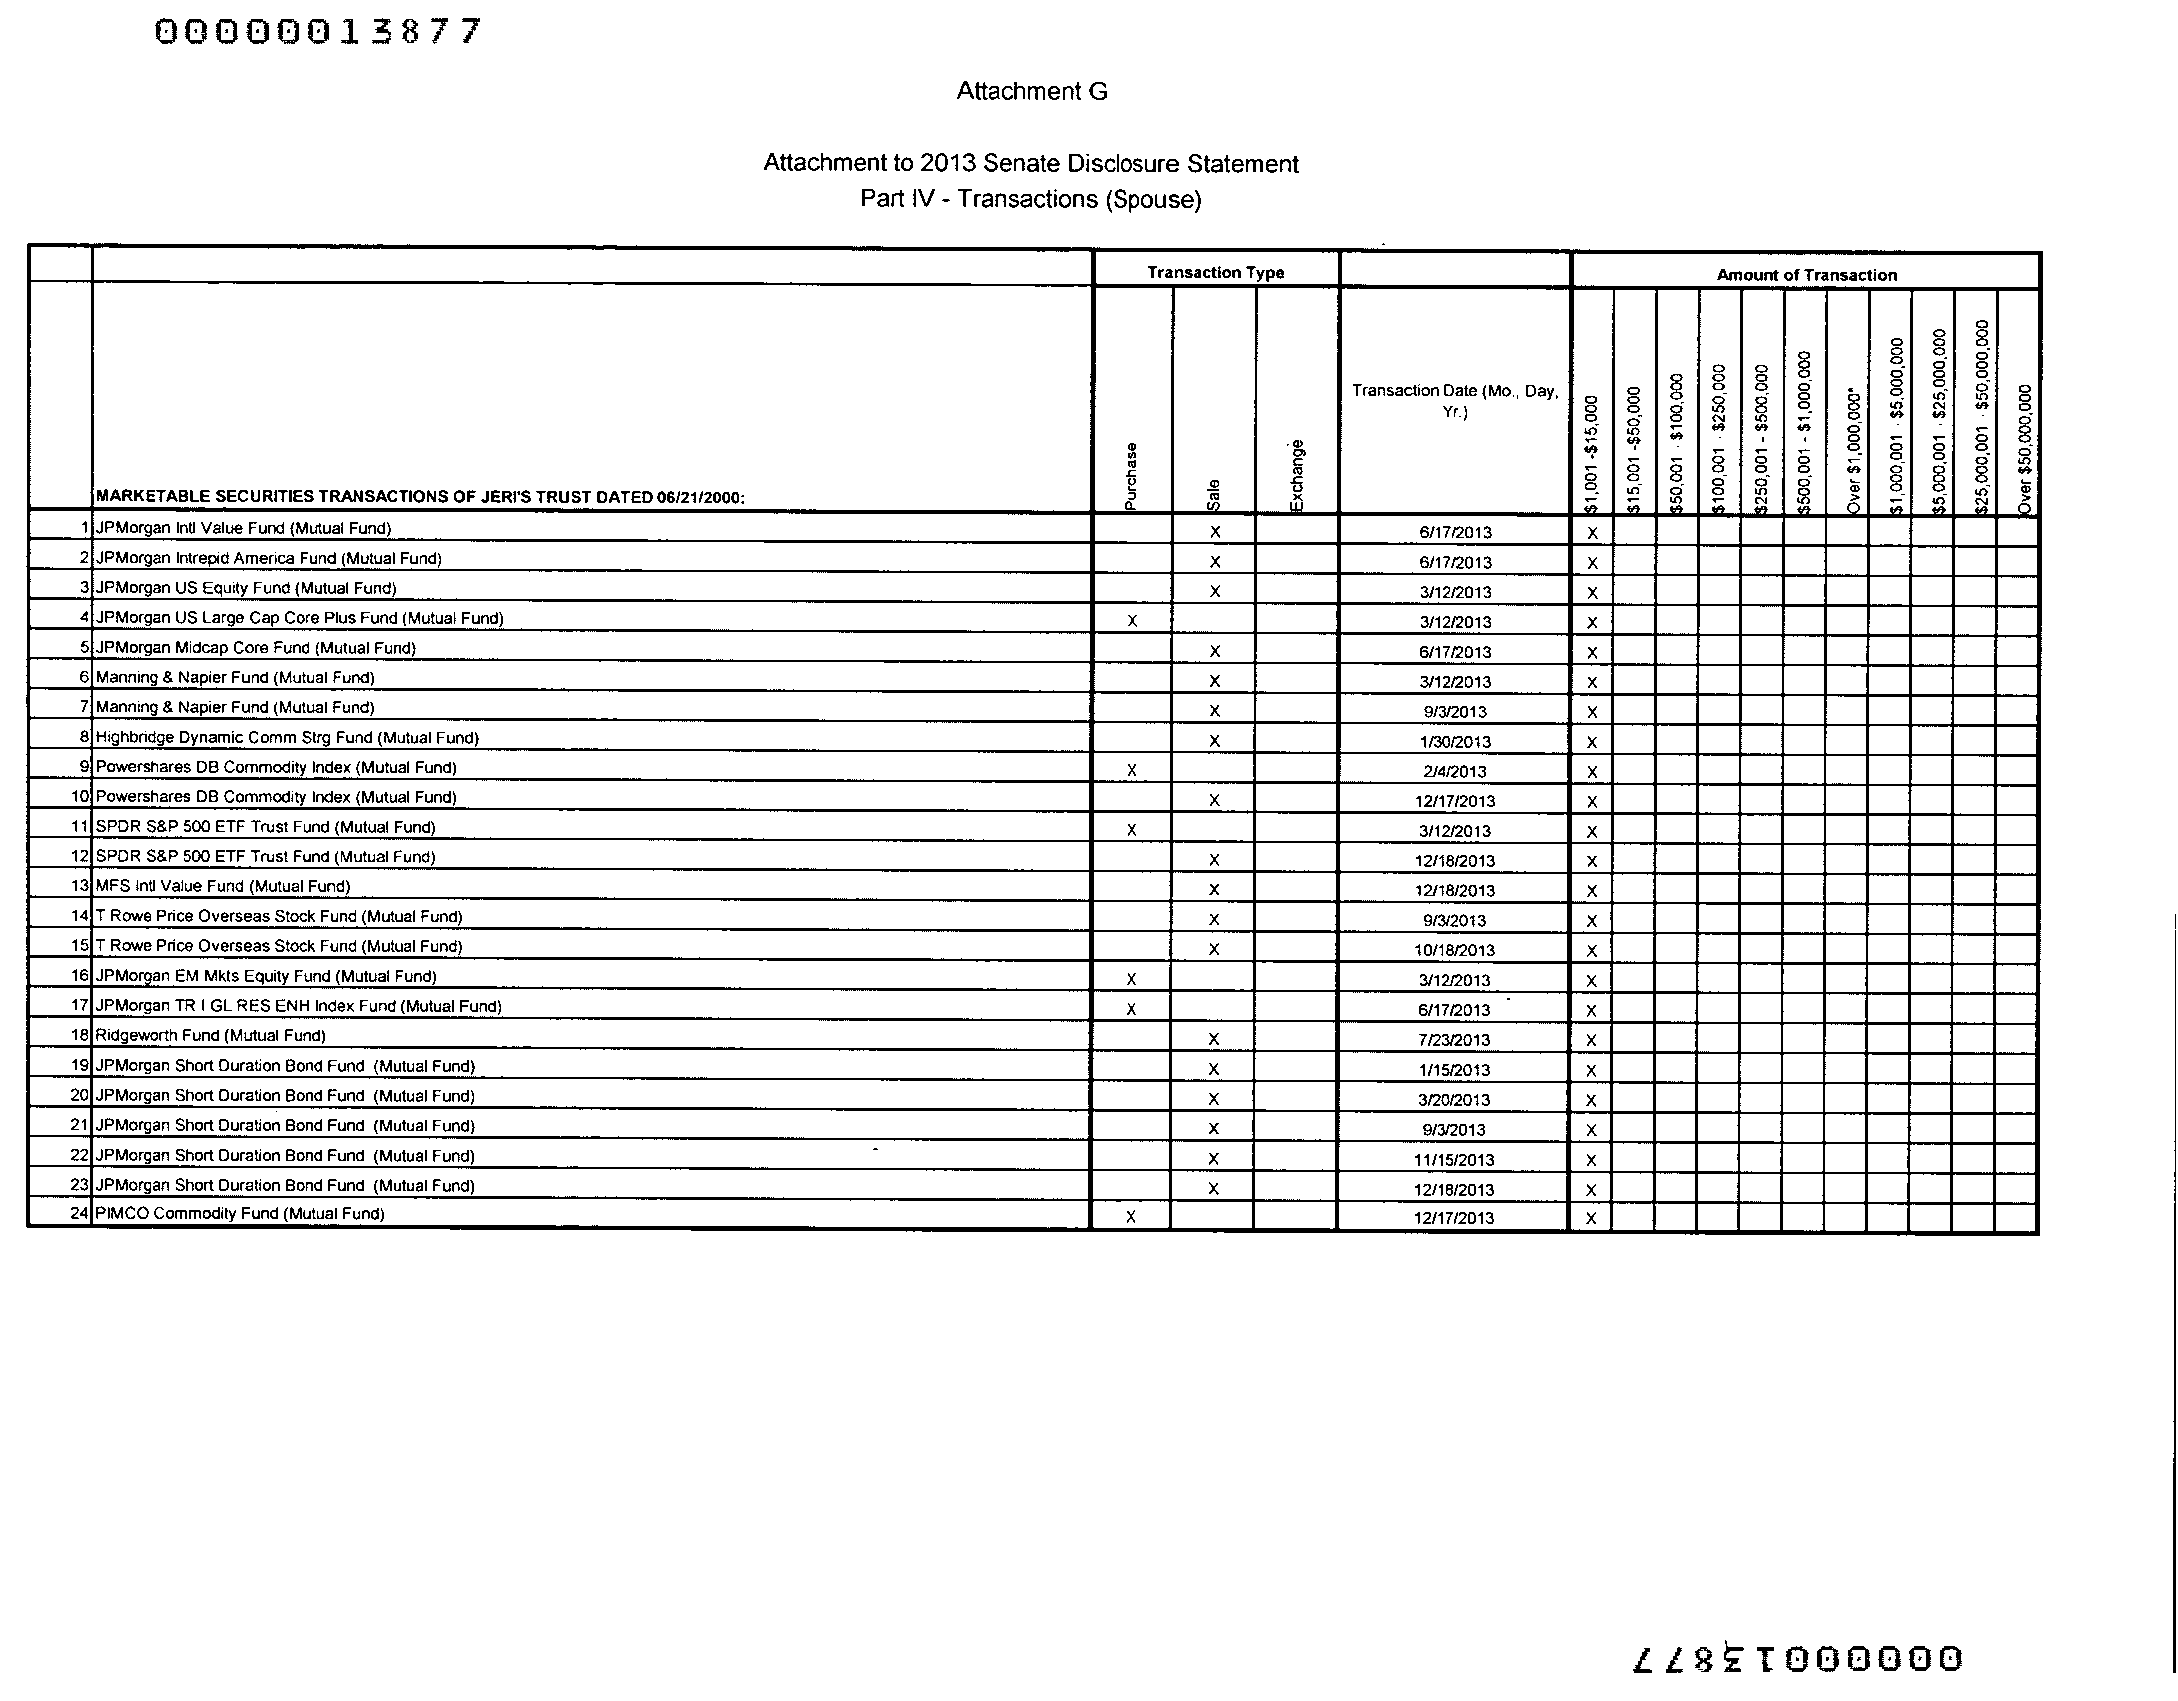 00000013877
Attachment G
Attachment to 2013 Senate Disclosure Statement
Part IV - Transactions (Spouse)
Transaction Type Amount of Transaction
MARKETABLE SECURITIES TRANSACTIONS OF JERI'S TRUST DATED 06/21/2000: Purchase Sale Exchange Transaction Date (Mo., Day, Yr.) $1,001 -$15,000 $15,001 -$50,000 $50,001 - $100,000 $100,001 - $250,000 $250,001 - $500,000 $500,001 - $1,000,000 Over $1,000,000* $1,000,001 - $5,000,000 $5,000,001 - $25,000,000 $25,000,001 - $50,000,000 Over $50,000,000
1 JPMorgan Intl Value Fund (Mutual Fund) X 6/17/2013 X
2 JPMorgan Intrepid America Fund (Mutual Fund) X 6/17/2013 X
3 JPMorgan US Equity Fund (Mutual Fund) X 3/12/2013 X
4 JPMorgan US Large Cap Core Plus Fund (Mutual Fund) X 3/12/2013 X
5 JPMorgan Midcap Core Fund (Mutual Fund) X 6/17/2013 X
6 Manning & Napier Fund (Mutual Fund) X 3/12/2013 X
7 Manning & Napier Fund (Mutual Fund) X 9/3/2013 X
8 Highbridge Dynamic Comm Strg Fund (Mutual Fund) X 1/30/2013 X
9 Powershares DB Commodity Index (Mutual Fund) X 2/4/2013 X
10 Powershares DB Commodity Index (Mutual Fund) X 12/17/2013 X
11 SPDR S&P 500 ETF Trust Fund (Mutual Fund) X 3/12/2013 X
12 SPDR S&P 500 ETF Trust Fund (Mutual Fund) X 12/18/2013 X
13 MFS Intl Value Fund (Mutual Fund) X 12/18/2013 X
14 T Rowe Price Overseas Stock Fund (Mutual Fund) X 9/3/2013 X
15 T Rowe Price Overseas Stock Fund (Mutual Fund) X 10/18/2013 X
16 JPMorgan EM Mkts Equity Fund (Mutual Fund) X 3/12/2013 X
17 JPMorgan TR I GL RES ENH Index Fund (Mutual Fund) X 6/17/2013 X
18 Ridgeworth Fund (Mutual Fund) X 7/23/2013 X
19 JPMorgan Short Duration Bond Fund (Mutual Fund) X 1/15/2013 X
20 JPMorgan Short Duration Bond Fund (Mutual Fund) X 3/20/2013 X
21 JPMorgan Short Duration Bond Fund (Mutual Fund) X 9/3/2013 X
22 JPMorgan Short Duration Bond Fund (Mutual Fund) X 11/15/2013 X
23 JPMorgan Short Duration Bond Fund (Mutual Fund) X 12/18/2013 X
24 PIMCO Commodity Fund (Mutual Fund) X 12/17/2013 X
00000013877